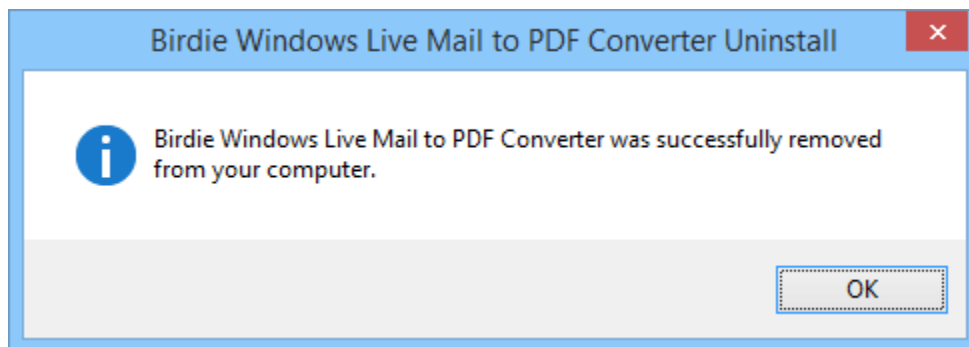 Birdie Windows Live Mail to PDF Converter Uninstall
Birdie Windows Live Mail to PDF Converter was successfully removed
from your computer.
OK